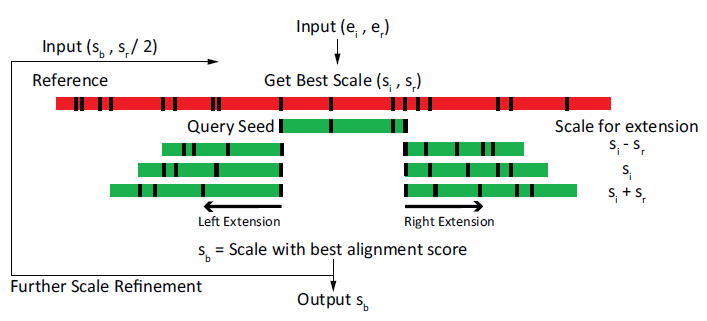 Input (e_i , e_r)
Input (s_b , s_r / 2)
Reference
Get Best Scale (s_i , s_r)
Query Seed
Scale for extension
s_i - s_r
s_i
s_i + s_r
Left Extension
Right Extension
s_b = Scale with best alignment score
Further Scale Refinement
Output s_b